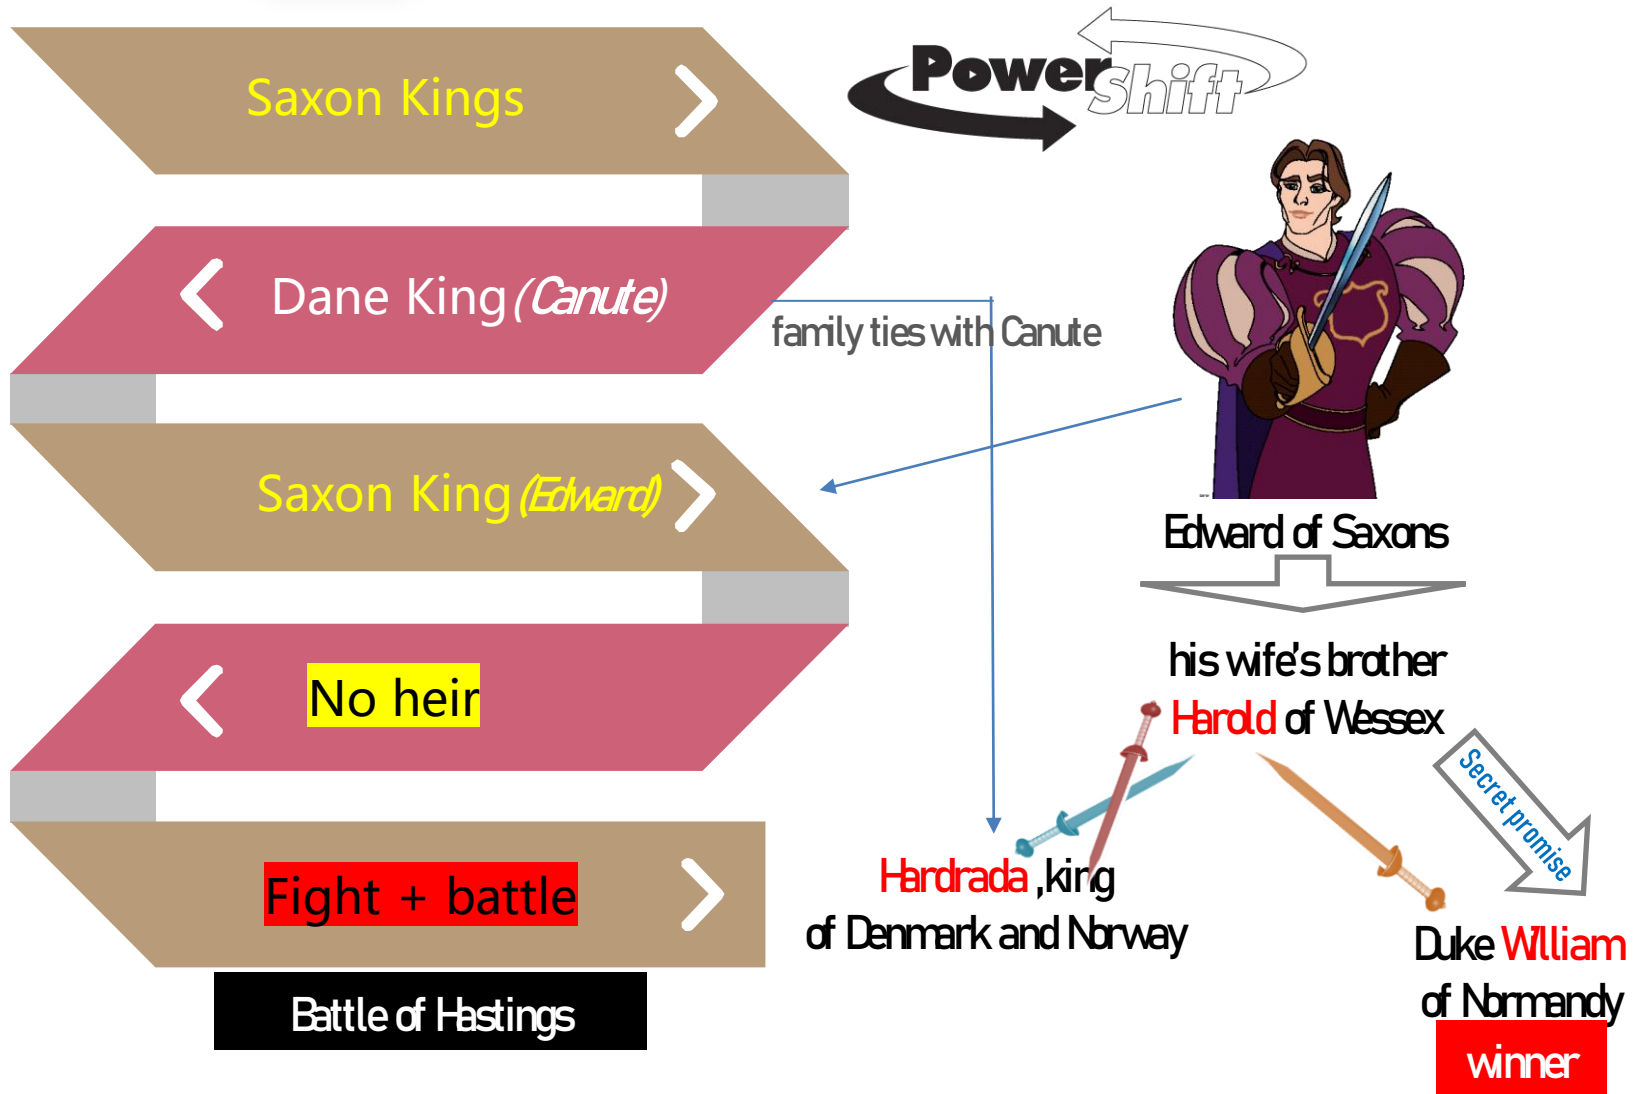 Power
Shift
Saxon Kings
Dane King (Canute)
family ties with Canute
Saxon King (Edward)
Edward of Saxons
No heir
his wife's brother
Harold of Wessex
Secret promise
Fight + battle
Hardrada ,king
of Denmark and Norway
Duke William
of Normandy
Battle of Hastings
winner